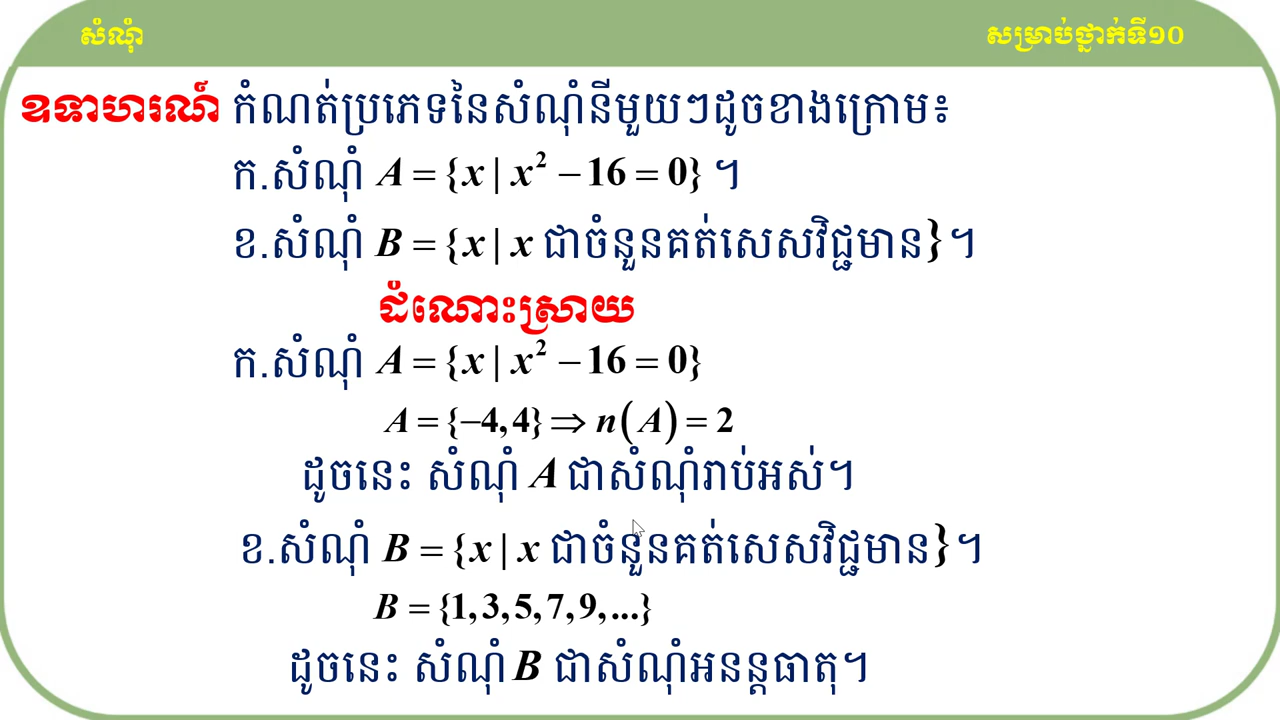 សំណុំ
សម្រាប់ថ្នាក់ទី១០
ឧទាហរណ៍ កំណត់ប្រភេទនៃសំណុំនីមួយៗដូចខាងក្រោម៖
ក.សំណុំ A = {x | x² − 16 = 0} ។
ខ.សំណុំ B = {x | x ជាចំនួនគត់សេសវិជ្ជមាន} ។
ដំណោះស្រាយ
ក.សំណុំ A = {x | x² − 16 = 0}
A = {−4, 4} ⇒ n(A) = 2
ដូចនេះ សំណុំ A ជាសំណុំរាប់អស់។
ខ.សំណុំ B = {x | x ជាចំនួនគត់សេសវិជ្ជមាន} ។
B = {1, 3, 5, 7, 9, ...}
ដូចនេះ សំណុំ B ជាសំណុំអនន្តធាតុ។